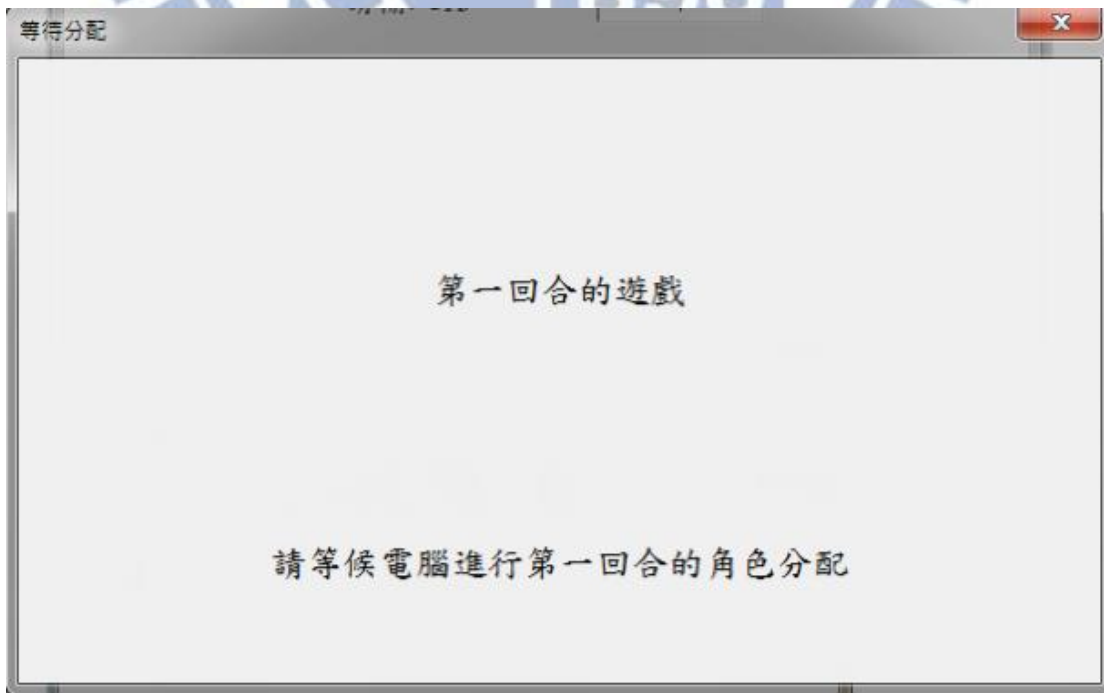 等待分配
第一回合的遊戲
請等候電腦進行第一回合的角色分配